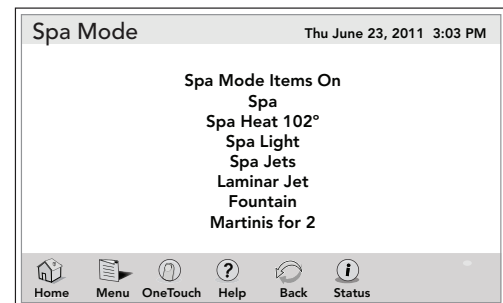 Spa Mode
Thu June 23, 2011 3:03 PM
Spa Mode Items On
Spa
Spa Heat 102°
Spa Light
Spa Jets
Laminar Jet
Fountain
Martinis for 2
?
i
Home Menu OneTouch Help Back Status